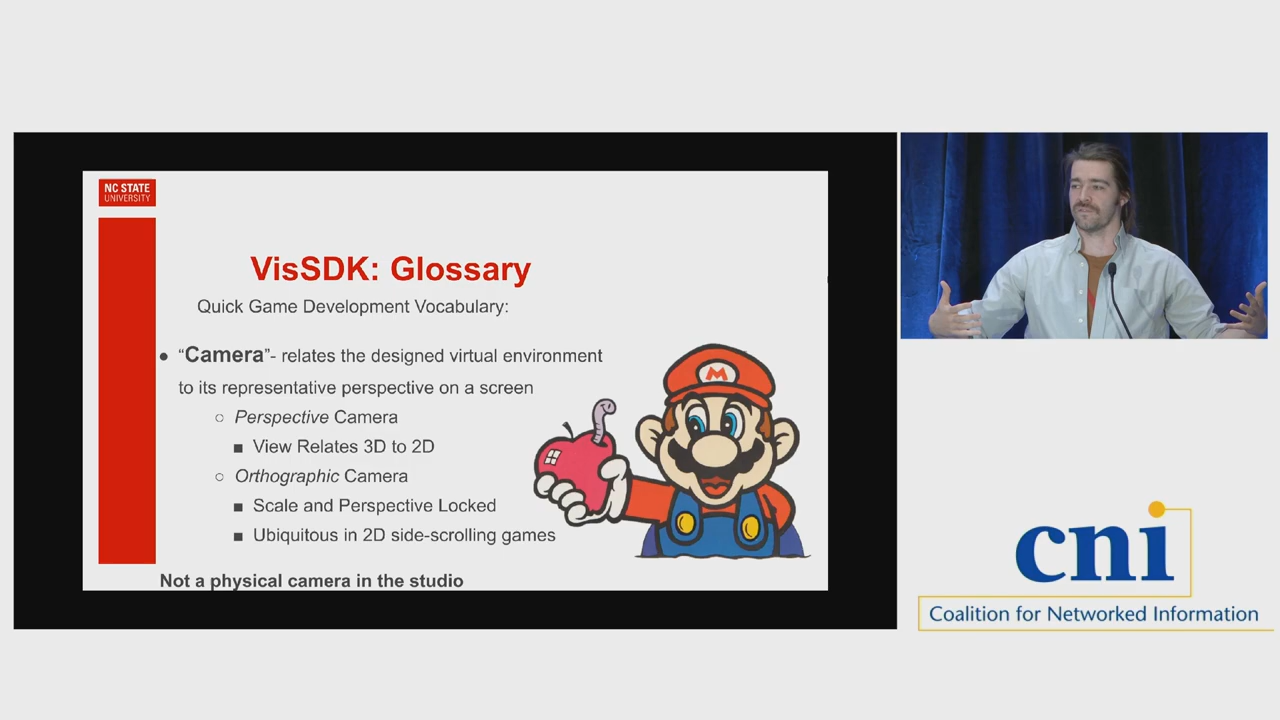 NC STATE
UNIVERSITY
VisSDK: Glossary
Quick Game Development Vocabulary:
● “Camera”- relates the designed virtual environment
to its representative perspective on a screen
○ Perspective Camera
■ View Relates 3D to 2D
○ Orthographic Camera
■ Scale and Perspective Locked
■ Ubiquitous in 2D side-scrolling games
Not a physical camera in the studio
M
cni
Coalition for Networked Information